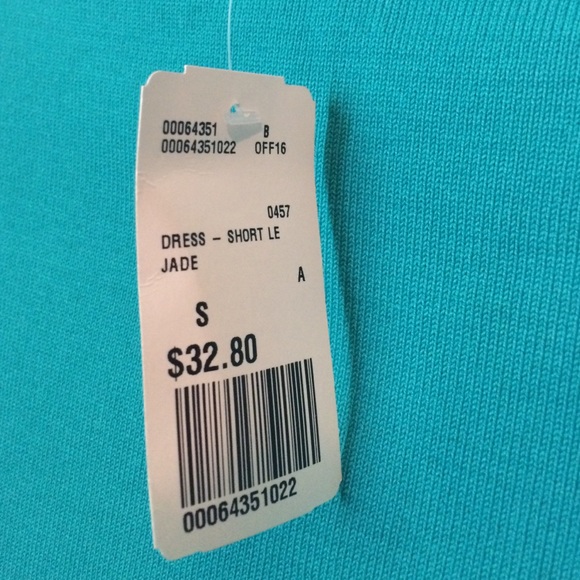 00064351 B
00064351022 OFF16
0457
DRESS - SHORT LE
JADE
A
S
$32.80
00064351022